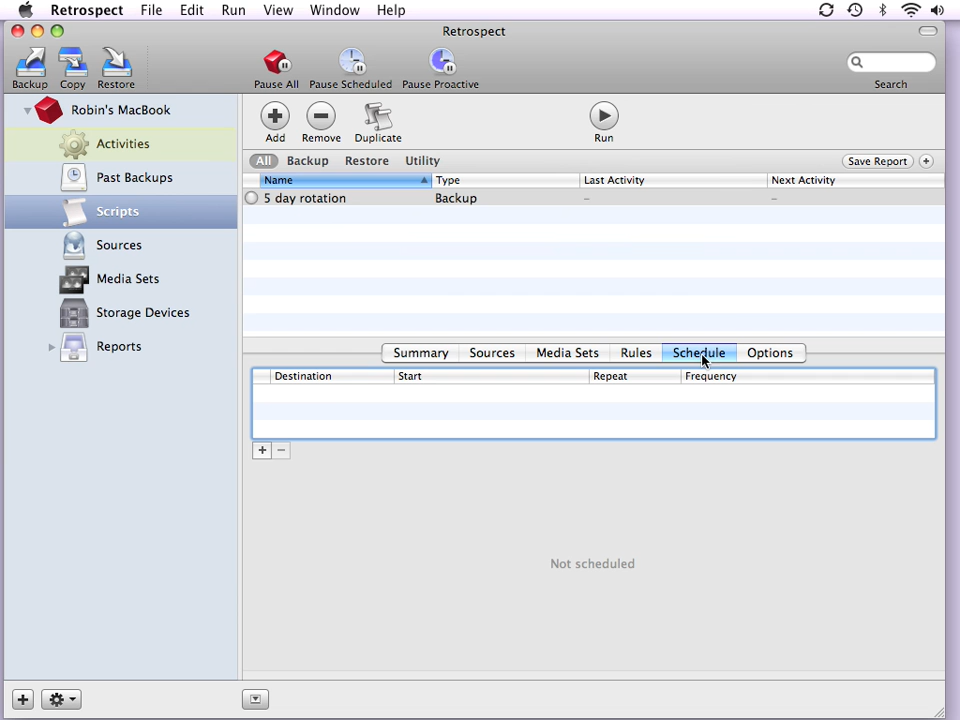 Retrospect File Edit Run View Window Help
Retrospect
Backup Copy Restore Pause All Pause Scheduled Pause Proactive Search
Robin's MacBook
Activities
Past Backups
Scripts
Sources
Media Sets
Storage Devices
Reports
Add Remove Duplicate Run
All Backup Restore Utility Save Report +
Name Type Last Activity Next Activity
5 day rotation Backup – –
Summary Sources Media Sets Rules Schedule Options
Destination Start Repeat Frequency
+ −
Not scheduled
+